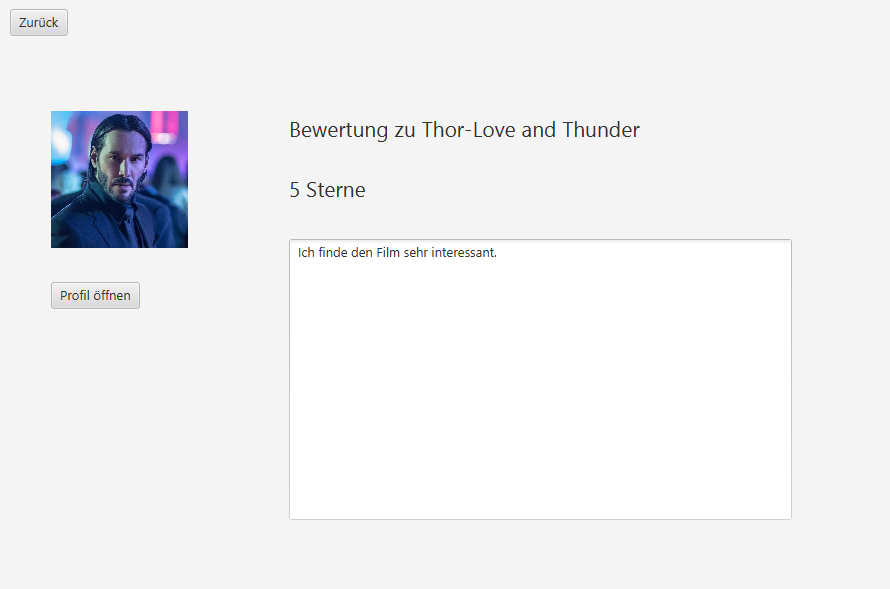 Zurück
Bewertung zu Thor-Love and Thunder
5 Sterne
Ich finde den Film sehr interessant.
Profil öffnen